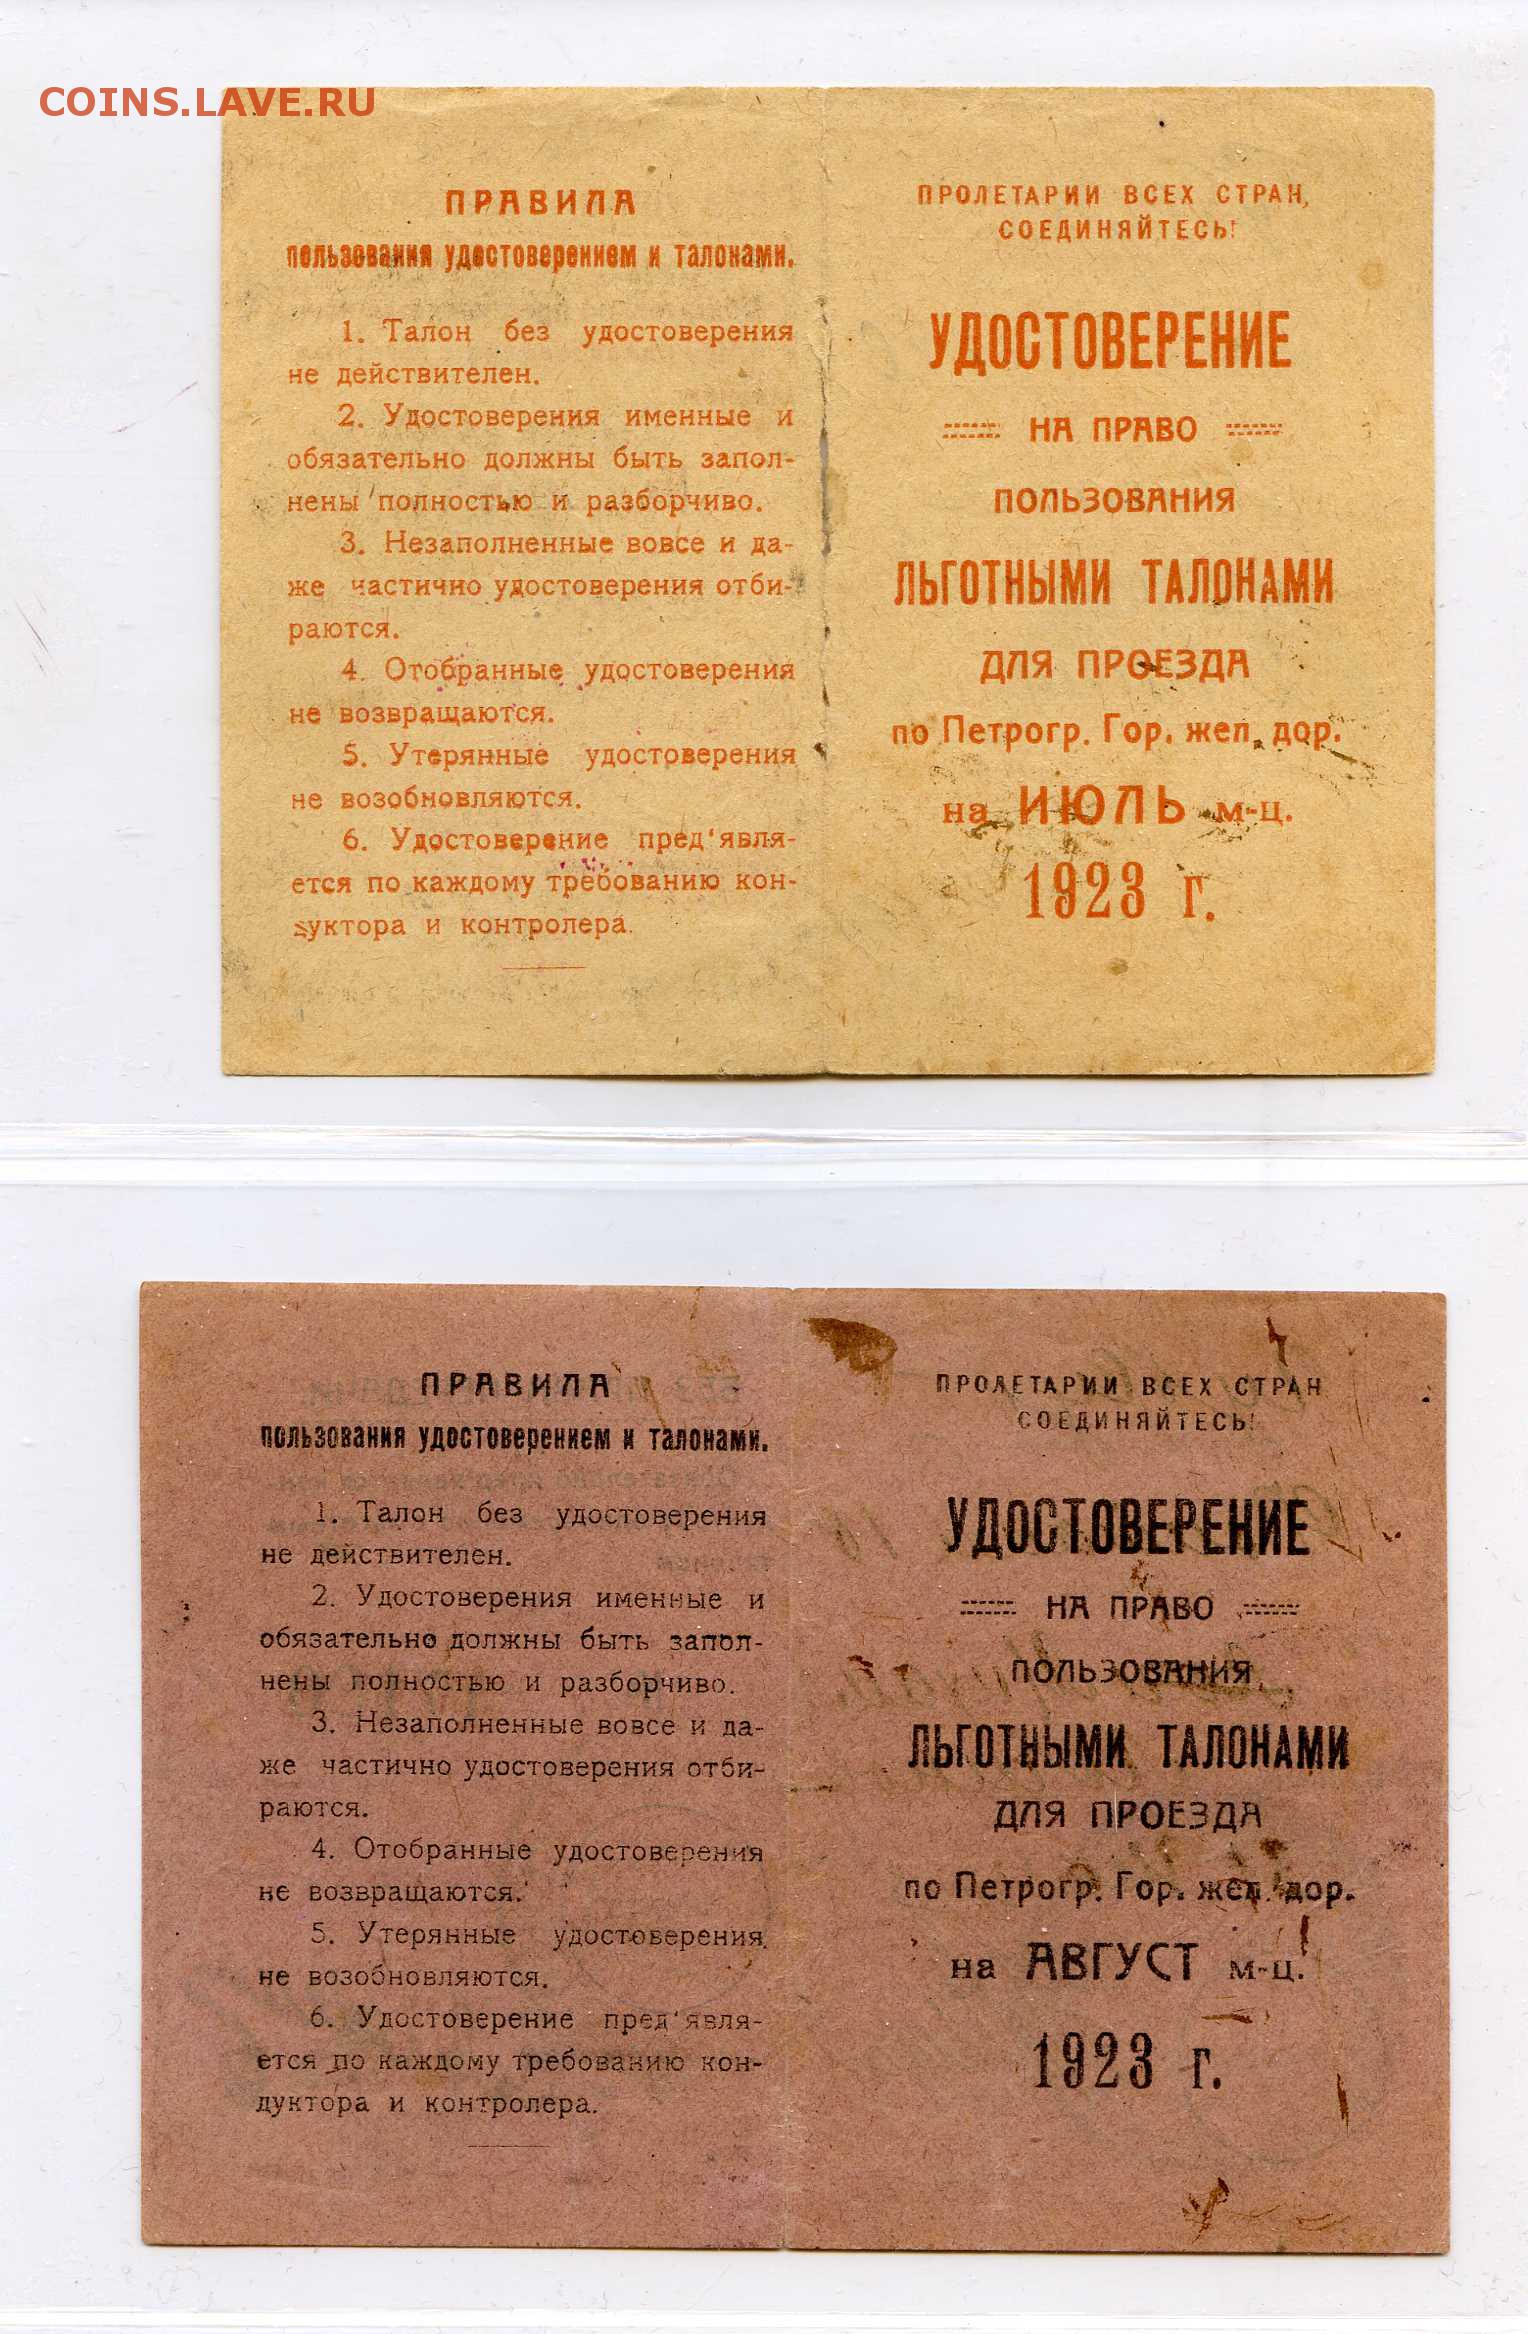 COINS.LAVE.RU
ПРАВИЛА
пользования удостоверением и талонами.
1. Талон без удостоверения
не действителен.
2. Удостоверения именные и
обязательно должны быть запол-
нены полностью и разборчиво.
3. Незаполненные вовсе и да-
же частично удостоверения отби-
раются.
4. Отобранные удостоверения
не возвращаются.
5. Утерянные удостоверения
не возобновляются.
6. Удостоверение пред'явля-
ется по каждому требованию кон-
дуктора и контролера.
ПРОЛЕТАРИИ ВСЕХ СТРАН,
СОЕДИНЯЙТЕСЬ!
УДОСТОВЕРЕНИЕ
НА ПРАВО
ПОЛЬЗОВАНИЯ
ЛЬГОТНЫМИ ТАЛОНАМИ
ДЛЯ ПРОЕЗДА
по Петрогр. Гор. жел. дор.
на ИЮЛЬ м-ц.
1923 г.
ПРАВИЛА
пользования удостоверением и талонами.
1. Талон без удостоверения
не действителен.
2. Удостоверения именные и
обязательно должны быть запол-
нены полностью и разборчиво.
3. Незаполненные вовсе и да-
же частично удостоверения отби-
раются.
4. Отобранные удостоверения
не возвращаются.
5. Утерянные удостоверения
не возобновляются.
6. Удостоверение пред'явля-
ется по каждому требованию кон-
дуктора и контролера.
ПРОЛЕТАРИИ ВСЕХ СТРАН
СОЕДИНЯЙТЕСЬ!
УДОСТОВЕРЕНИЕ
НА ПРАВО
ПОЛЬЗОВАНИЯ
ЛЬГОТНЫМИ ТАЛОНАМИ
ДЛЯ ПРОЕЗДА
по Петрогр. Гор. жел. дор.
на АВГУСТ м-ц.
1923 г.